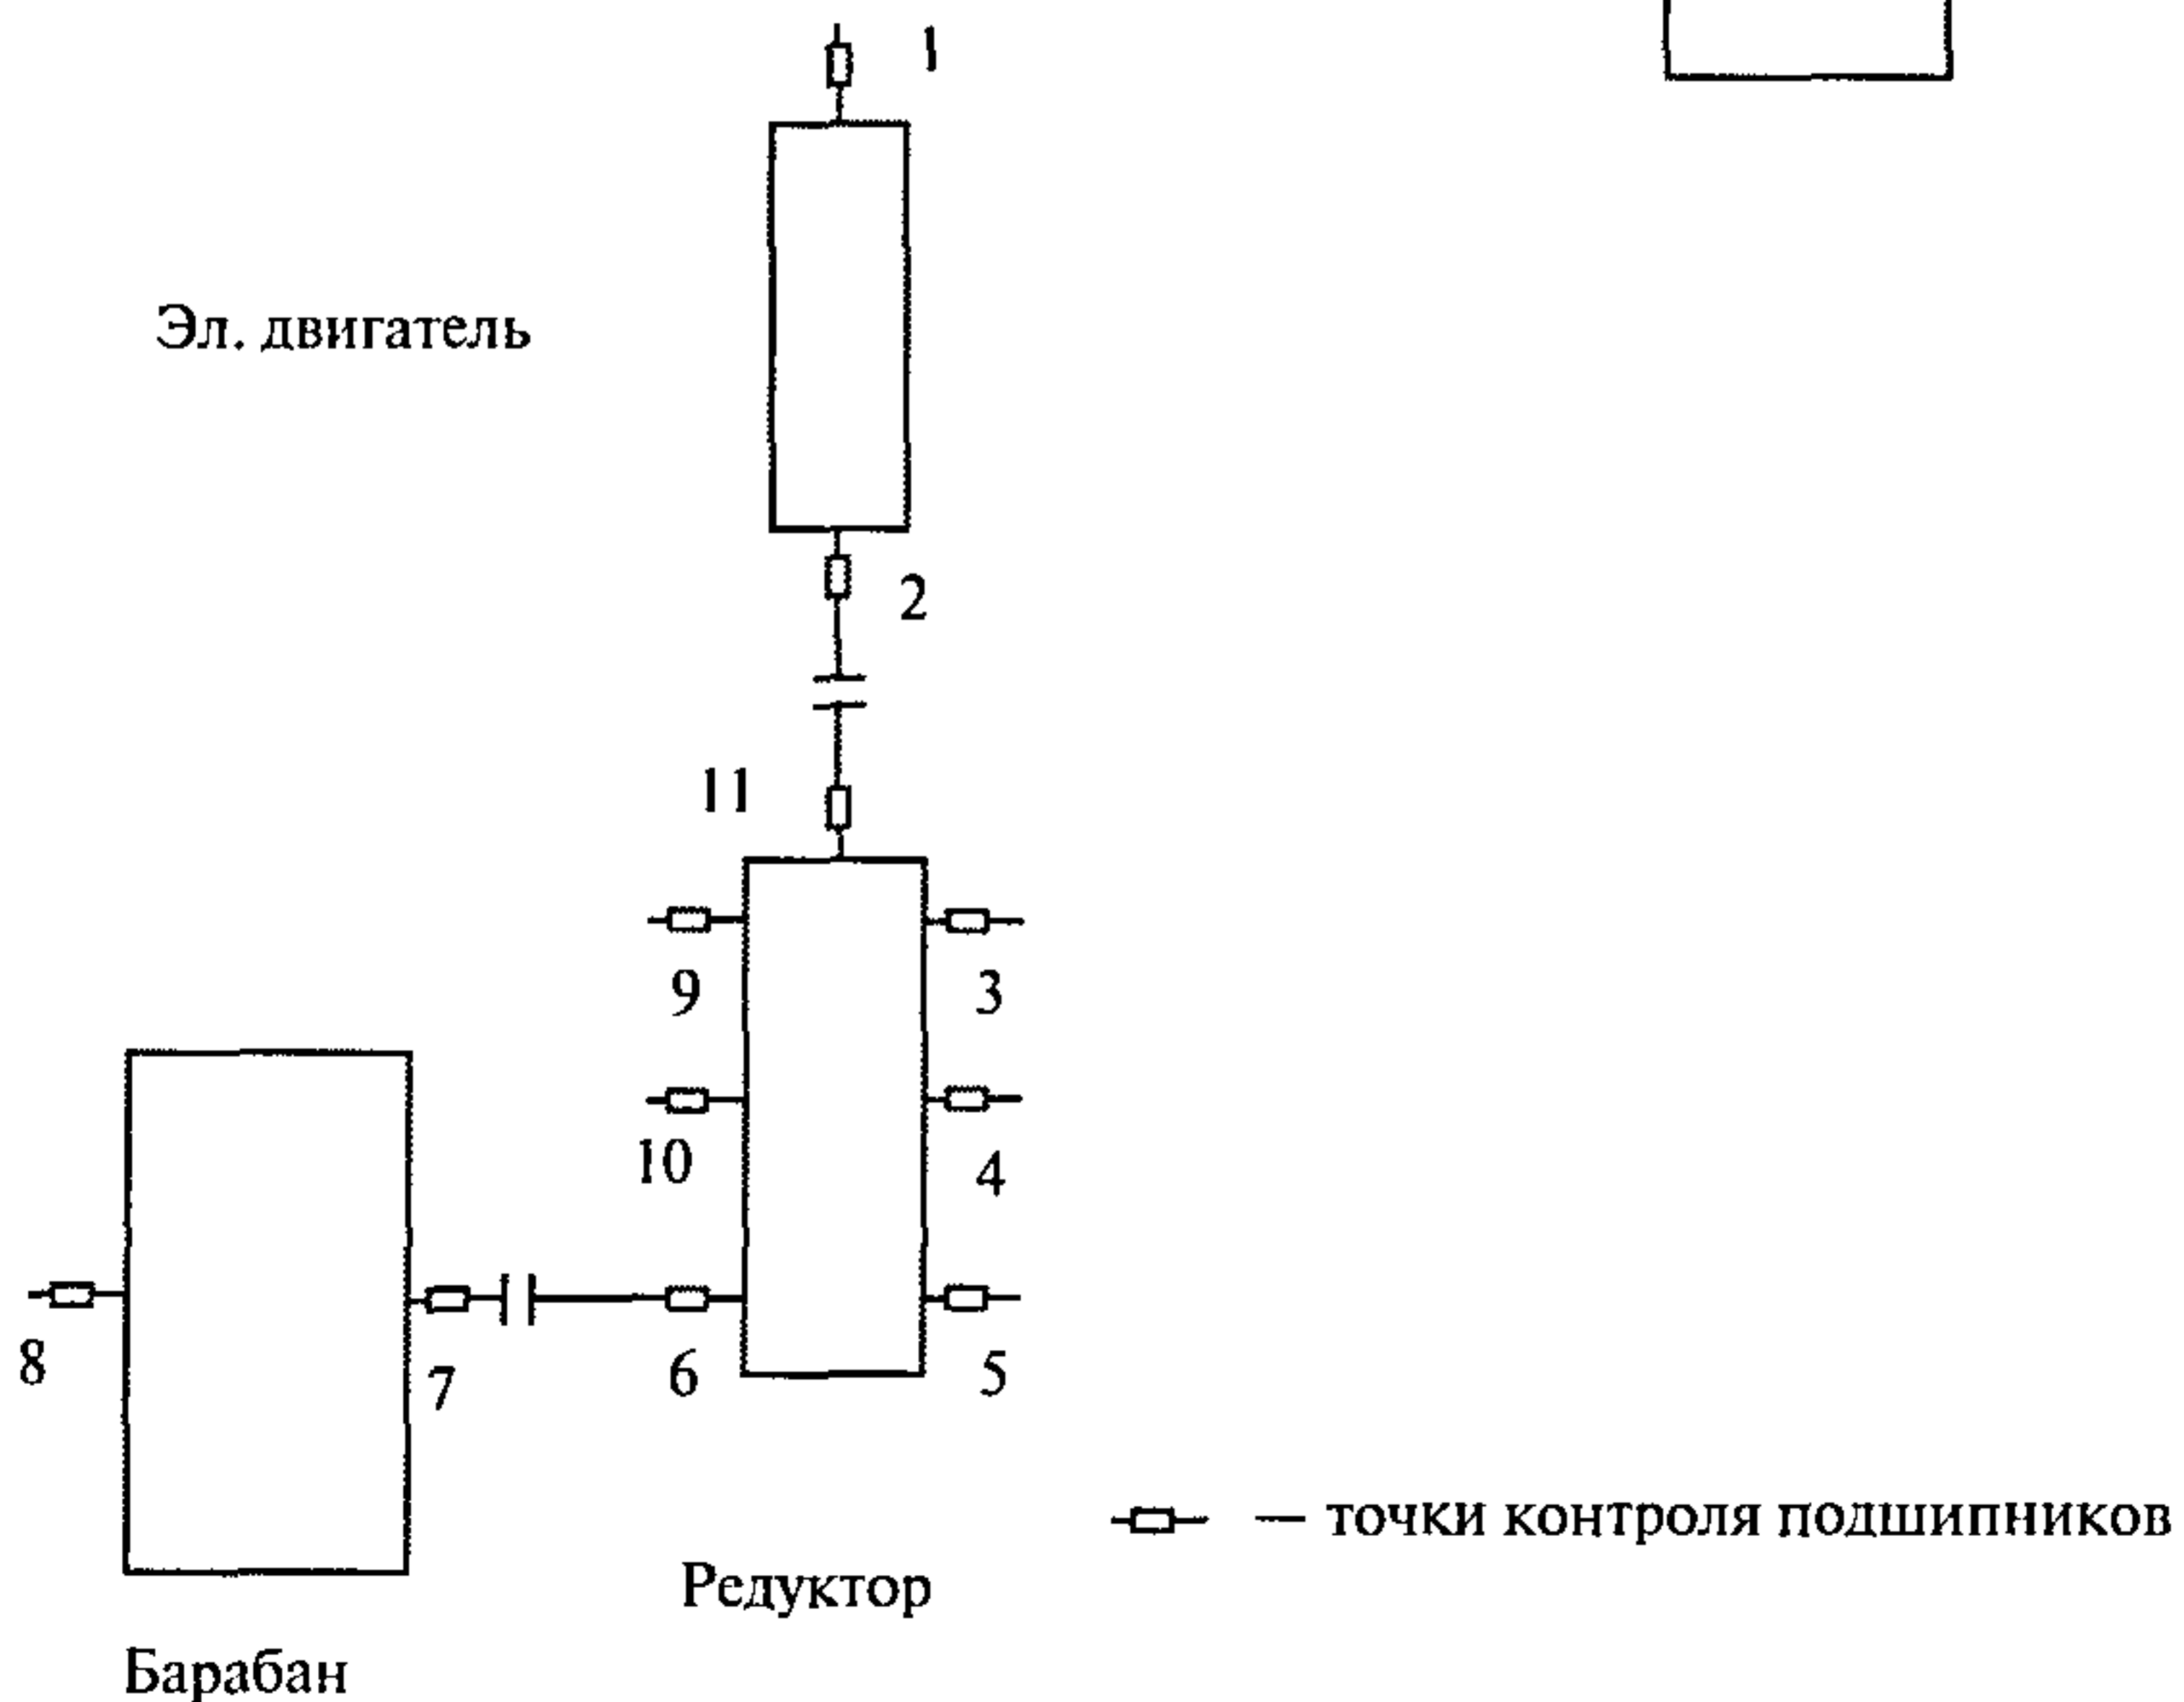 1
Эл. двигатель
2
11
9 3
10 4
8 7 6 5
— точки контроля подшипников
Редуктор
Барабан